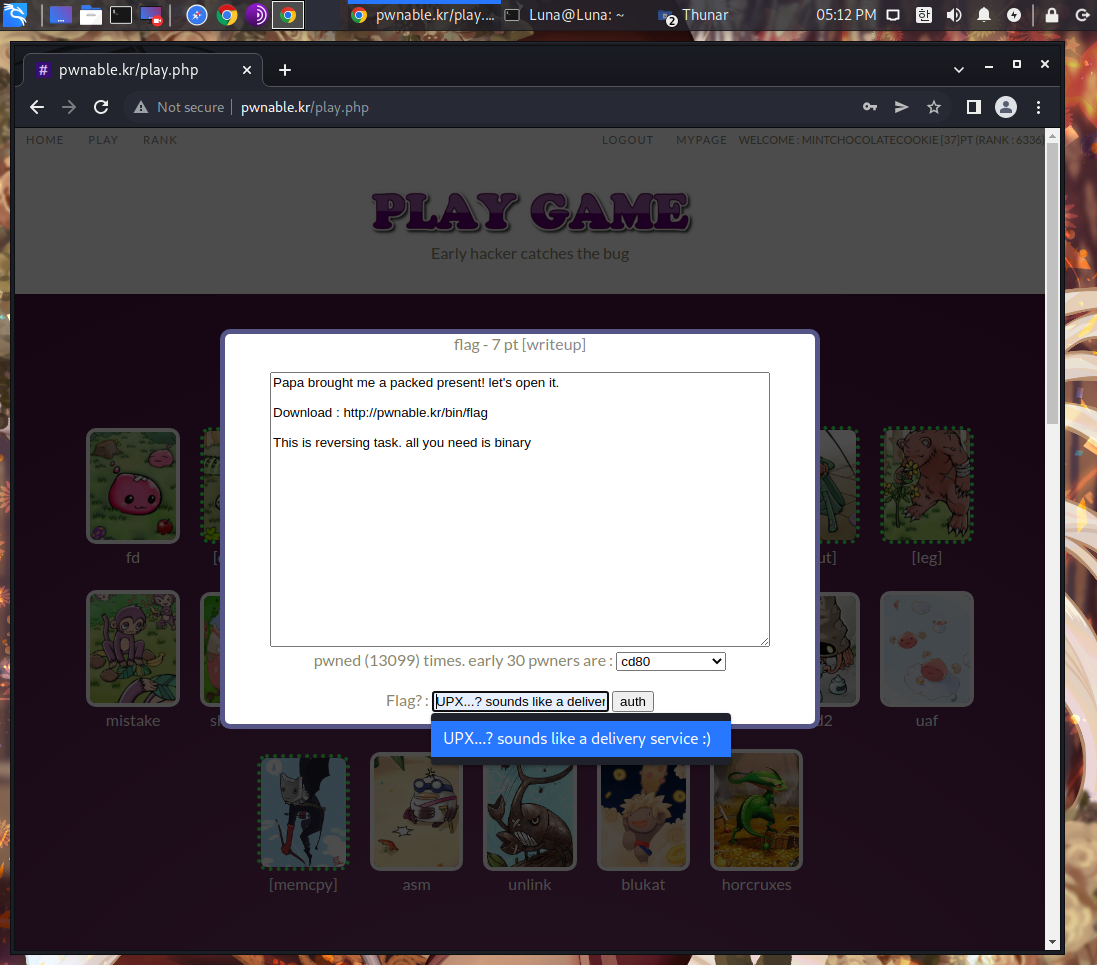 pwnable.kr/play....
Luna@Luna: ~
2
Thunar
05:12 PM
한
# pwnable.kr/play.php
Not secure
pwnable.kr/play.php
HOME
PLAY
RANK
LOGOUT
MYPAGE
WELCOME : MINTCHOCOLATECOOKIE [37]PT (RANK : 6336)
PLAY GAME
Early hacker catches the bug
flag - 7 pt [writeup]
Papa brought me a packed present! let's open it.
Download : http://pwnable.kr/bin/flag
This is reversing task. all you need is binary
pwned (13099) times. early 30 pwners are : cd80
Flag? : UPX...? sounds like a deliver auth
UPX...? sounds like a delivery service :)
fd
[leg]
mistake
uaf
[memcpy]
asm
unlink
blukat
horcruxes